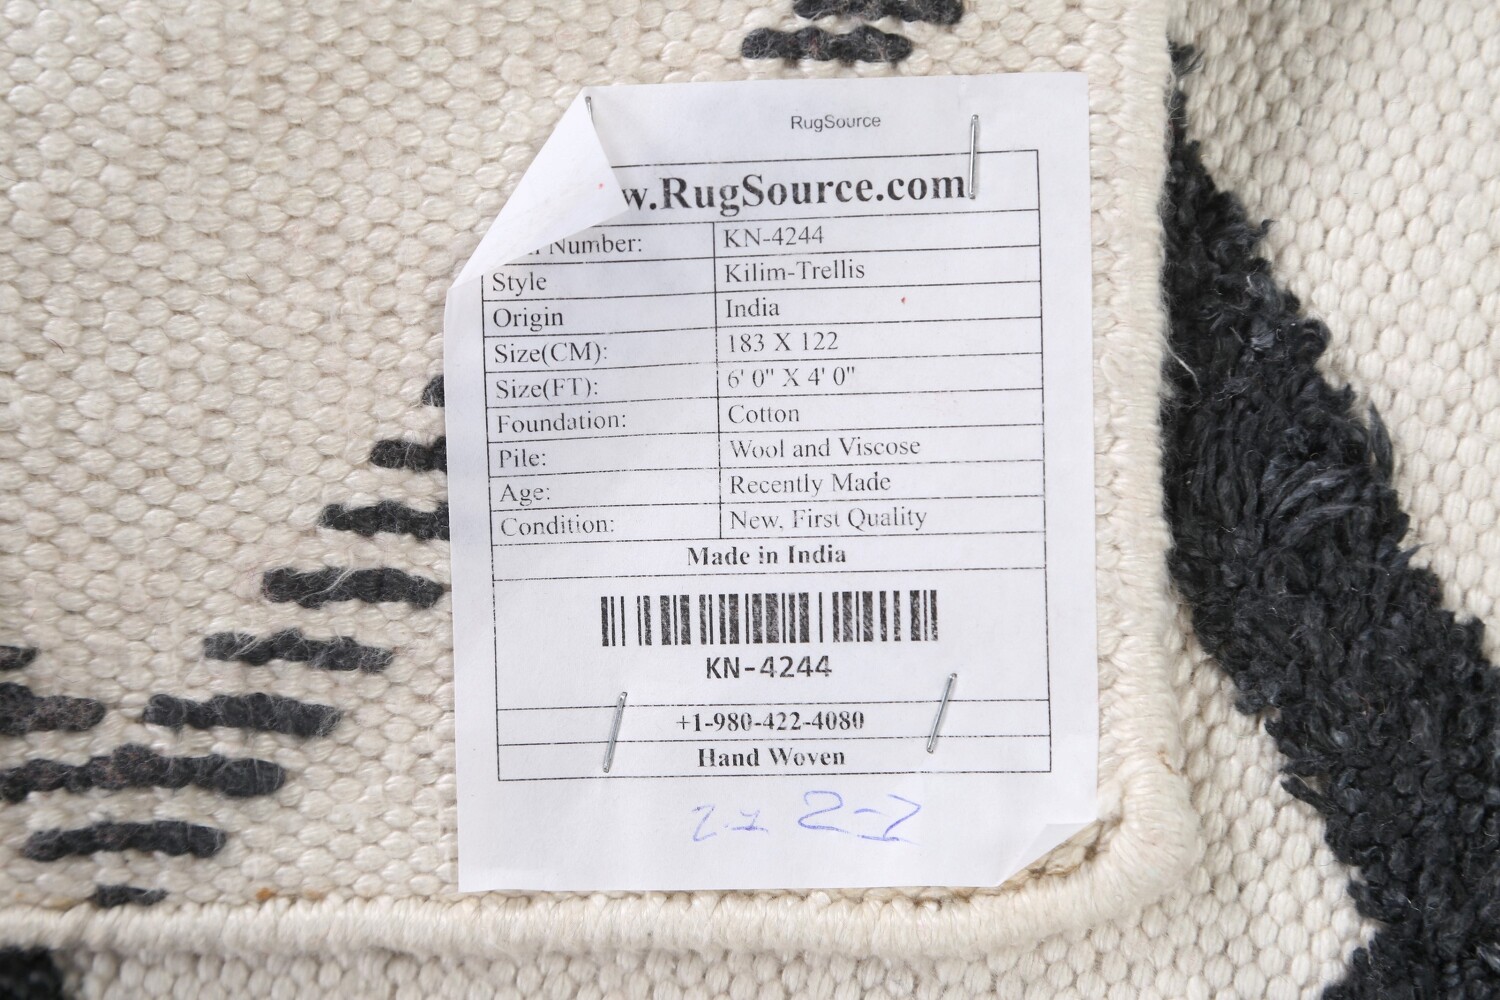 RugSource
w.RugSource.com
Number: KN-4244
Style Kilim-Trellis
Origin India
Size(CM): 183 X 122
Size(FT): 6' 0" X 4' 0"
Foundation: Cotton
Pile: Wool and Viscose
Age: Recently Made
Condition: New, First Quality
Made in India
KN-4244
+1-980-422-4080
Hand Woven